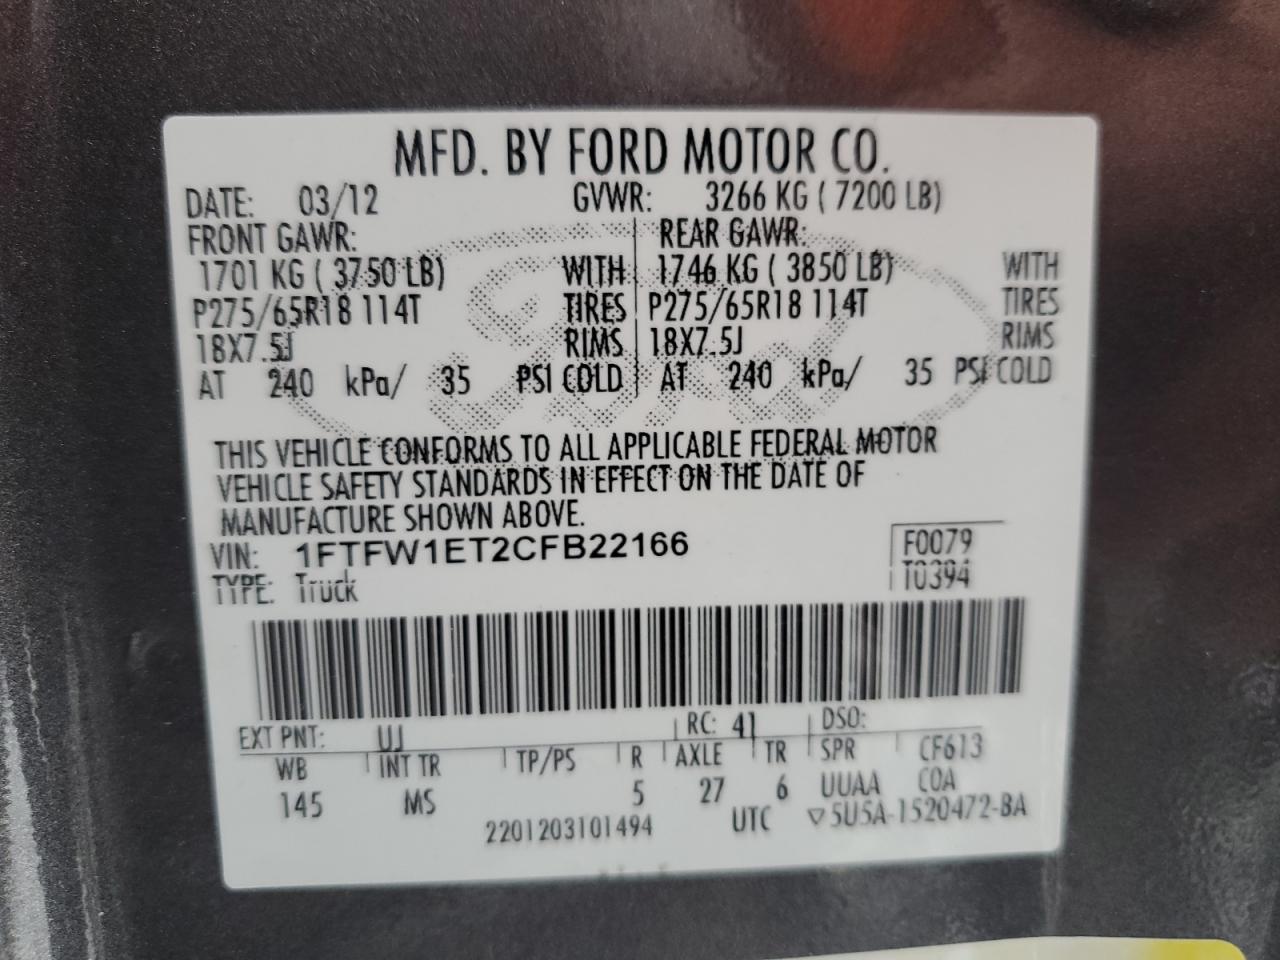 MFD. BY FORD MOTOR CO.
DATE: 03/12 GVWR: 3266 KG ( 7200 LB)
FRONT GAWR: REAR GAWR:
1701 KG ( 3750 LB) WITH 1746 KG ( 3850 LB) WITH
P275/65R18 114T TIRES P275/65R18 114T TIRES
18X7.5J RIMS 18X7.5J RIMS
AT 240 kPa/ 35 PSI COLD AT 240 kPa/ 35 PSI COLD
THIS VEHICLE CONFORMS TO ALL APPLICABLE FEDERAL MOTOR
VEHICLE SAFETY STANDARDS IN EFFECT ON THE DATE OF
MANUFACTURE SHOWN ABOVE.
VIN: 1FTFW1ET2CFB22166 F0079
TYPE: Truck T0394
EXT PNT: UJ RC: 41 DSO:
WB INT TR TP/PS R AXLE TR SPR CF613
145 MS 5 27 6 UUAA COA
2201203101494 UTC ▽5U5A-1520472-BA